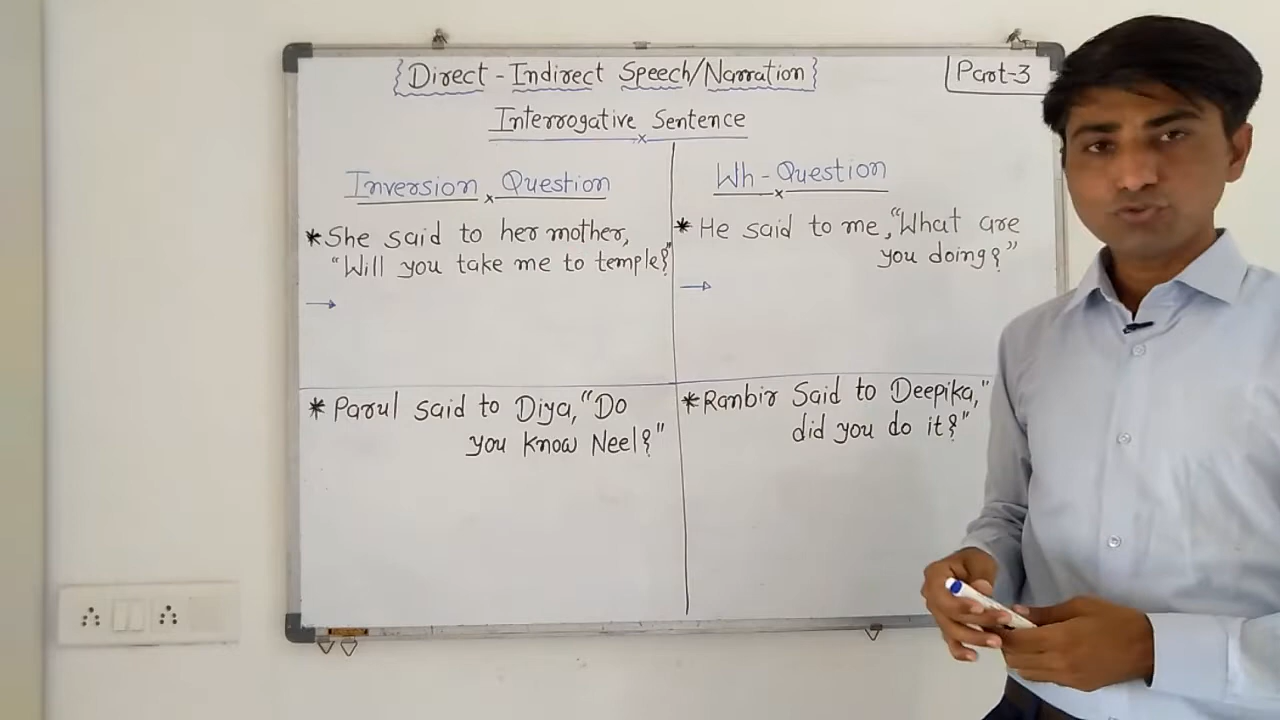 {Direct - Indirect Speech/Narration}
Part-3
Interrogative Sentence
Inversion Question
* She said to her mother,
"Will you take me to temple?"
→
Wh - Question
* He said to me, "What are
you doing?"
→
* Parul said to Diya, "Do
you know Neel?"
* Ranbir Said to Deepika,"
did you do it?"